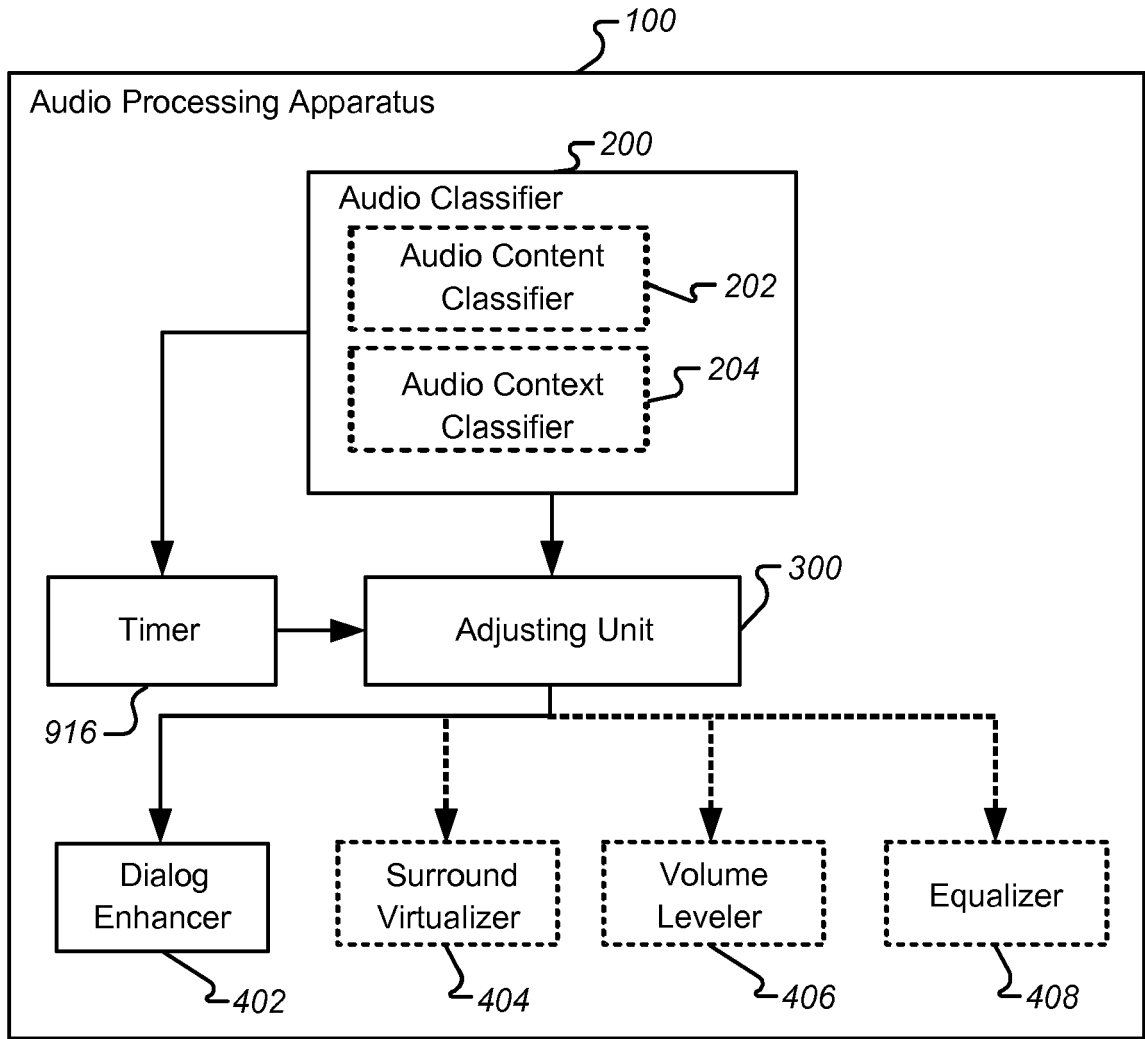 100
Audio Processing Apparatus
200
Audio Classifier
Audio Content
Classifier
202
Audio Context
Classifier
204
Timer
916
Adjusting Unit
300
Dialog
Enhancer
402
Surround
Virtualizer
404
Volume
Leveler
406
Equalizer
408